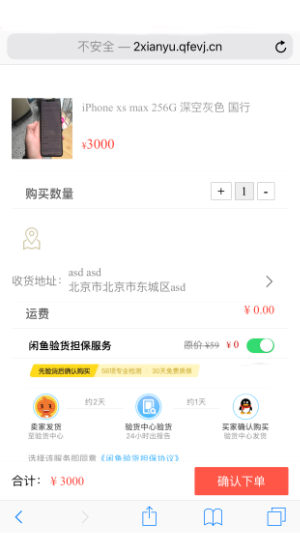 不安全 — 2xianyu.qfevj.cn
iPhone xs max 256G 深空灰色 国行
¥3000
购买数量
+ 1 -
收货地址：
asd asd
北京市北京市东城区asd
运费
¥ 0.00
闲鱼验货担保服务
原价 ¥59 ¥ 0
先验货后确认购买 58项专业检测 30天免费质保
约2天 约1天
卖家发货 验货中心验货 买家确认购买
至验货中心 24小时出报告 验货中心发货
选择该服务即同意《闲鱼验货担保协议》
合计： ¥ 3000
确认下单